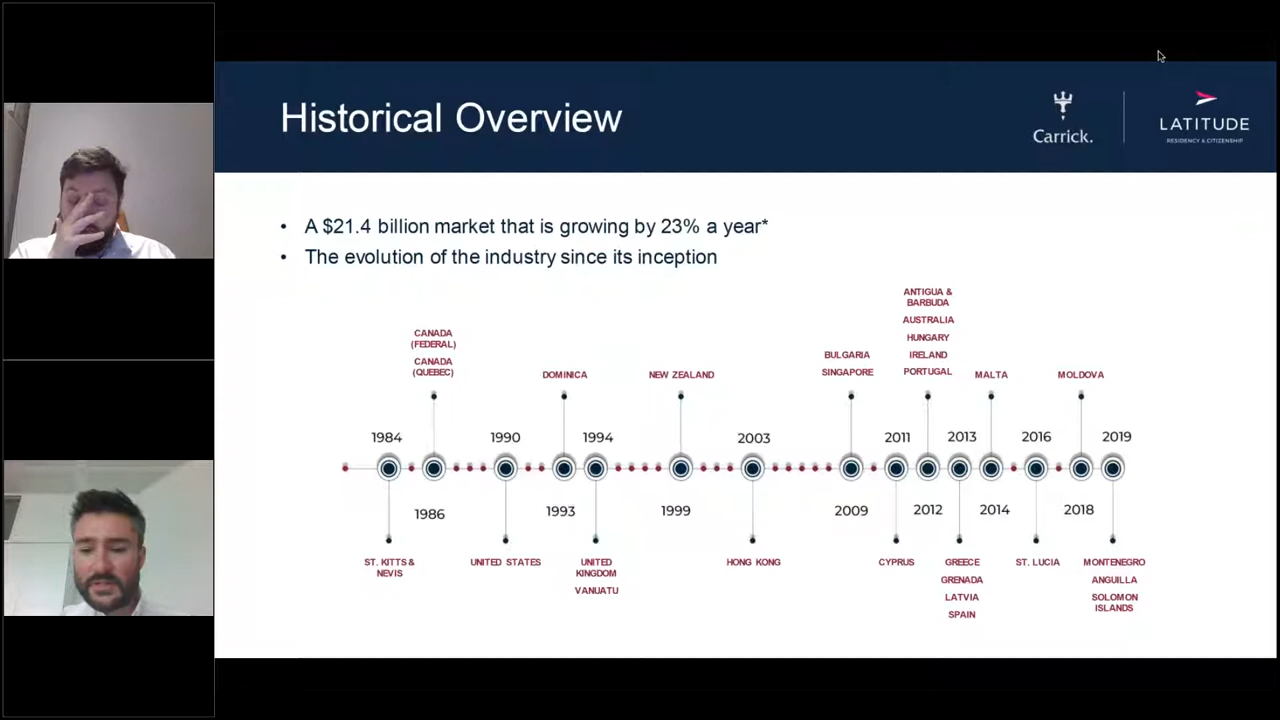 Historical Overview
Carrick.
LATITUDE
RESIDENCY & CITIZENSHIP
• A $21.4 billion market that is growing by 23% a year*
• The evolution of the industry since its inception
CANADA
(FEDERAL)
CANADA
(QUEBEC)
DOMINICA
NEW ZEALAND
BULGARIA
SINGAPORE
ANTIGUA &
BARBUDA
AUSTRALIA
HUNGARY
IRELAND
PORTUGAL
MALTA
MOLDOVA
1984
1990
1994
2003
2011
2013
2016
2019
1986
1993
1999
2009
2012
2014
2018
ST. KITTS &
NEVIS
UNITED STATES
UNITED
KINGDOM
VANUATU
HONG KONG
CYPRUS
GREECE
GRENADA
LATVIA
SPAIN
ST. LUCIA
MONTENEGRO
ANGUILLA
SOLOMON
ISLANDS